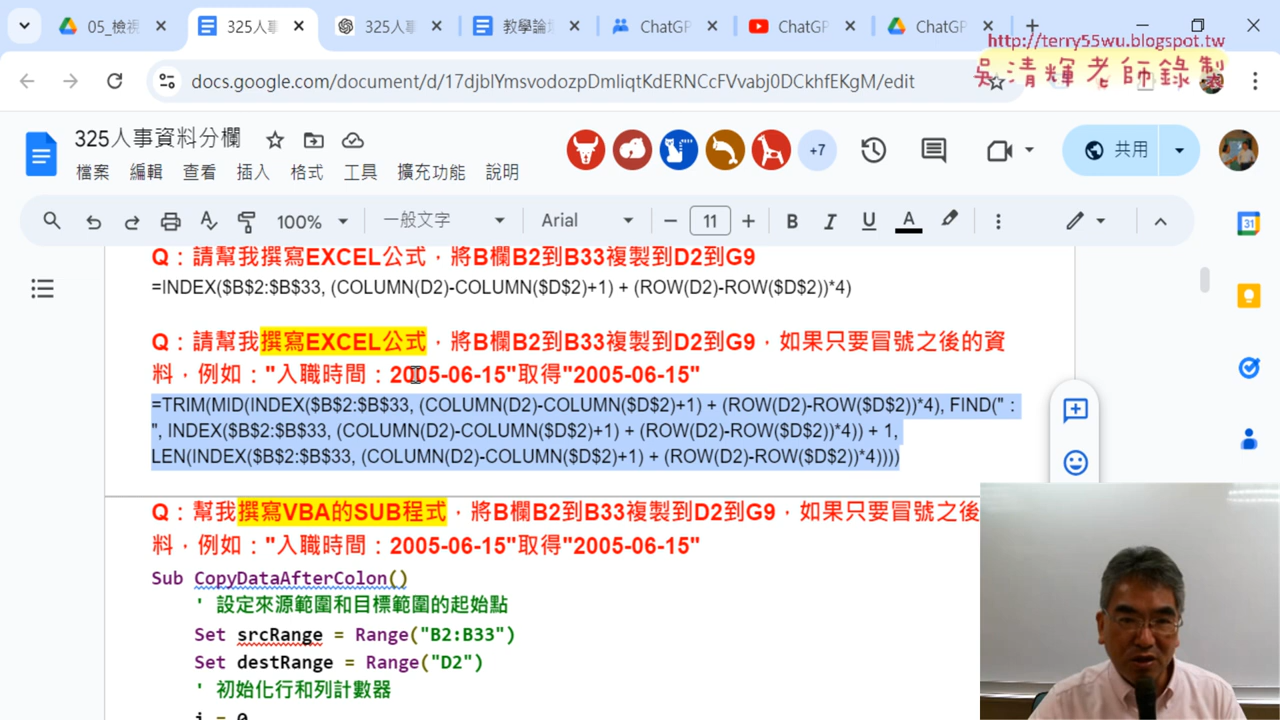 05_檢視
325人事
325人事
教學論壇
ChatGP
ChatGP
ChatGP
http://terry55wu.blogspot.tw
吳清輝老師錄製
docs.google.com/document/d/17djblYnsvodozpDmliqtKdERNCcFVvabj0DCkhfEKgM/edit
325人事資料分欄
+7
共用
檔案 編輯 查看 插入 格式 工具 擴充功能 說明
100% 一般文字 Arial 11 B I U A
Q：請幫我撰寫EXCEL公式，將B欄B2到B33複製到D2到G9
=INDEX($B$2:$B$33, (COLUMN(D2)-COLUMN($D$2)+1) + (ROW(D2)-ROW($D$2))*4)
Q：請幫我撰寫EXCEL公式，將B欄B2到B33複製到D2到G9，如果只要冒號之後的資
料，例如："入職時間：2005-06-15"取得"2005-06-15"
=TRIM(MID(INDEX($B$2:$B$33, (COLUMN(D2)-COLUMN($D$2)+1) + (ROW(D2)-ROW($D$2))*4), FIND("：
", INDEX($B$2:$B$33, (COLUMN(D2)-COLUMN($D$2)+1) + (ROW(D2)-ROW($D$2))*4)) + 1,
LEN(INDEX($B$2:$B$33, (COLUMN(D2)-COLUMN($D$2)+1) + (ROW(D2)-ROW($D$2))*4))))
Q：幫我撰寫VBA的SUB程式，將B欄B2到B33複製到D2到G9，如果只要冒號之後
料，例如："入職時間：2005-06-15"取得"2005-06-15"
Sub CopyDataAfterColon()
' 設定來源範圍和目標範圍的起始點
Set srcRange = Range("B2:B33")
Set destRange = Range("D2")
' 初始化行和列計數器
i = 0